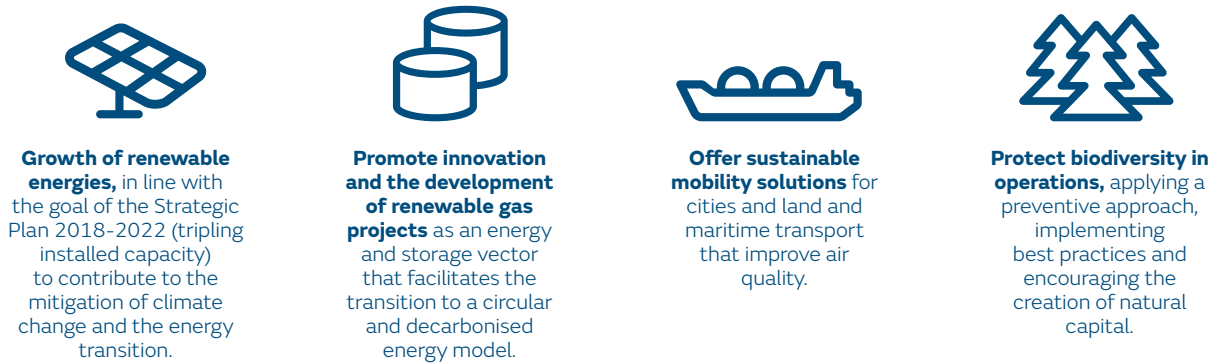 Growth of renewable
energies, in line with
the goal of the Strategic
Plan 2018-2022 (tripling
installed capacity)
to contribute to the
mitigation of climate
change and the energy
transition.
Promote innovation
and the development
of renewable gas
projects as an energy
and storage vector
that facilitates the
transition to a circular
and decarbonised
energy model.
Offer sustainable
mobility solutions for
cities and land and
maritime transport
that improve air
quality.
Protect biodiversity in
operations, applying a
preventive approach,
implementing
best practices and
encouraging the
creation of natural
capital.